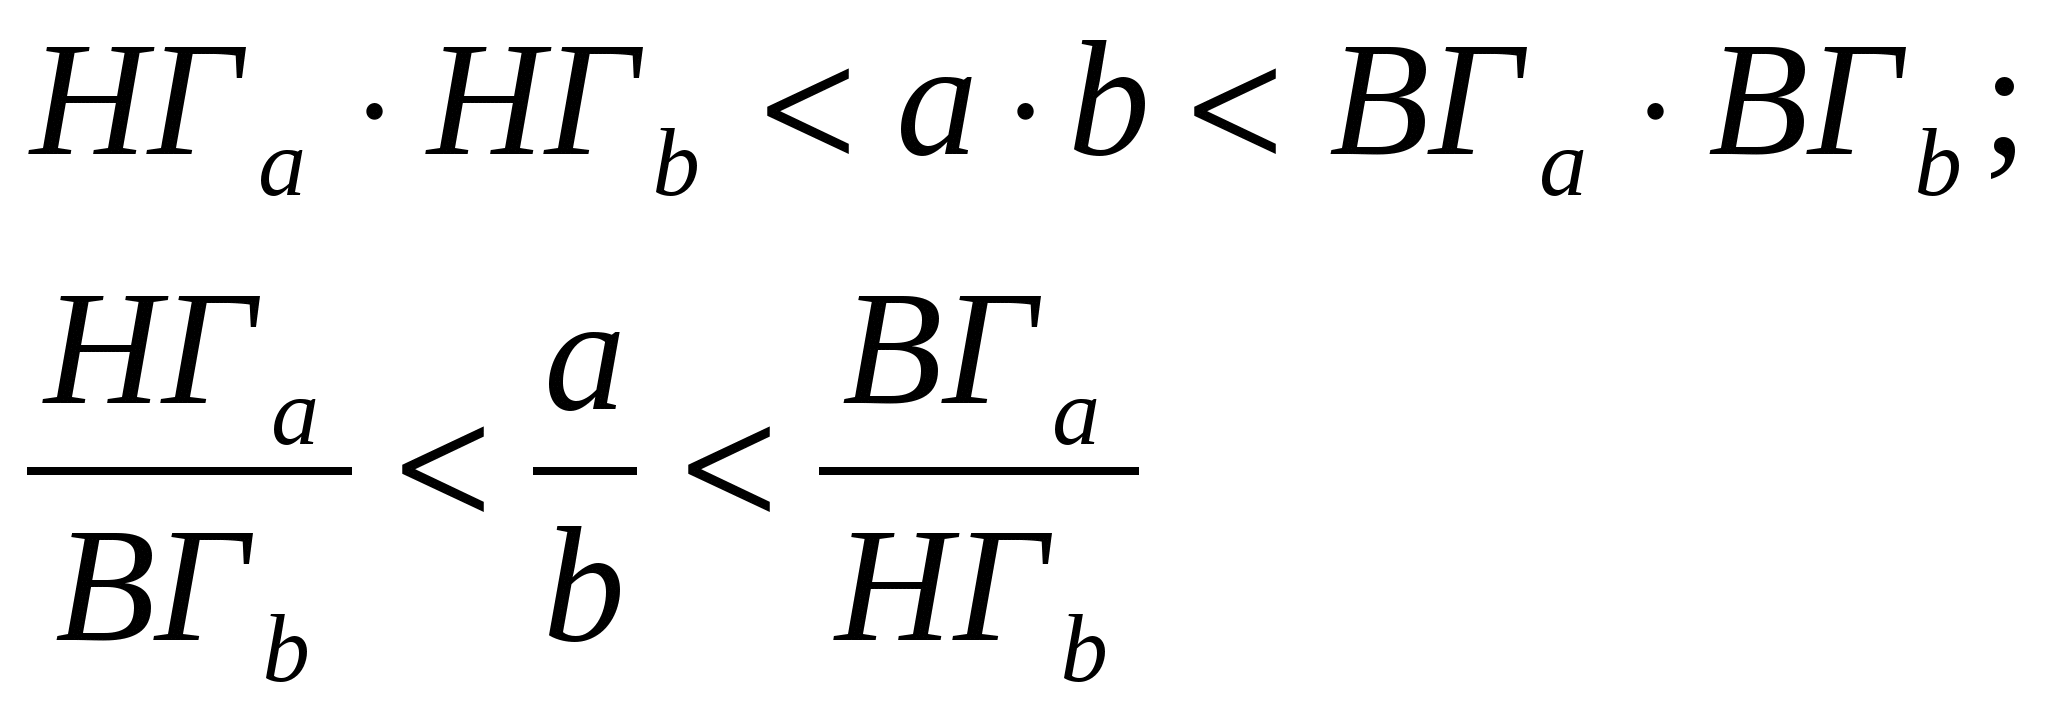 НГ_a · НГ_b < a · b < ВГ_a · ВГ_b;
НГ_a / ВГ_b < a / b < ВГ_a / НГ_b